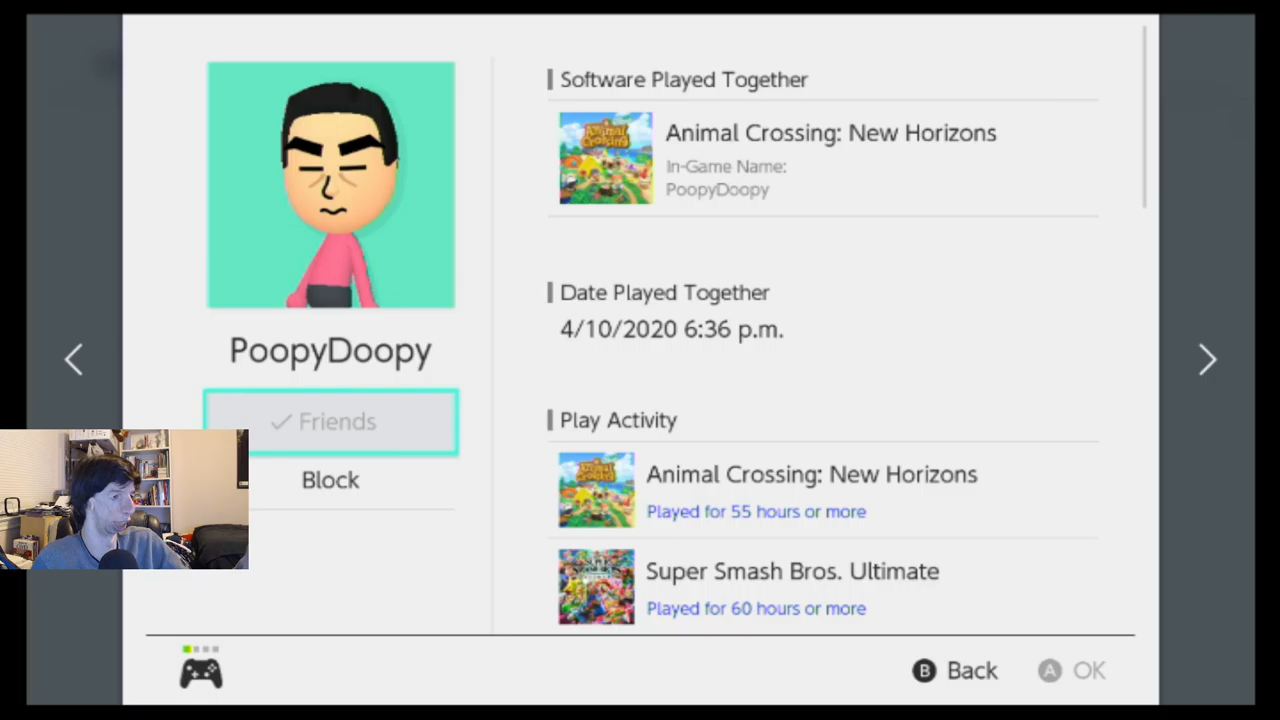 Software Played Together
Animal Crossing: New Horizons
In-Game Name:
PoopyDoopy
PoopyDoopy
Friends
Block
Date Played Together
4/10/2020 6:36 p.m.
Play Activity
Animal Crossing: New Horizons
Played for 55 hours or more
Super Smash Bros. Ultimate
Played for 60 hours or more
B Back
A OK